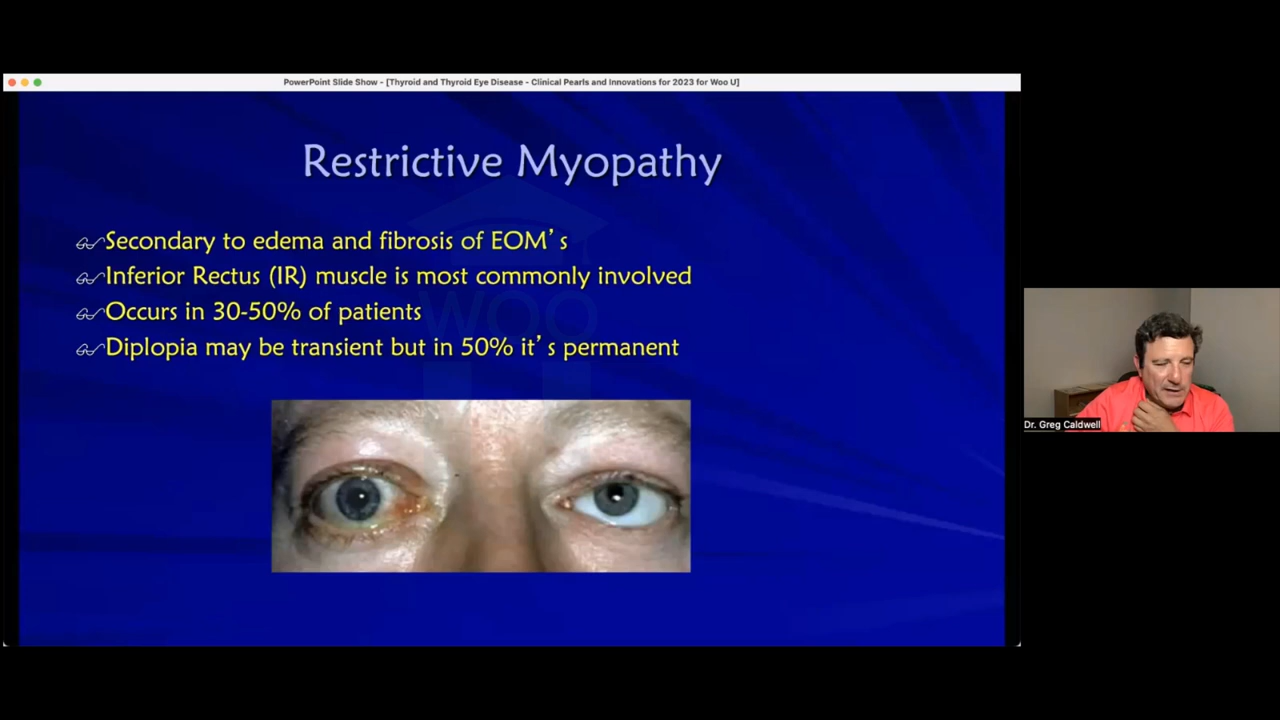 PowerPoint Slide Show - [Thyroid and Thyroid Eye Disease - Clinical Pearls and Innovations for 2023 for Woo U]
Restrictive Myopathy
Secondary to edema and fibrosis of EOM's
Inferior Rectus (IR) muscle is most commonly involved
WOO
Occurs in 30-50% of patients
Diplopia may be transient but in 50% it's permanent
Dr. Greg Caldwell